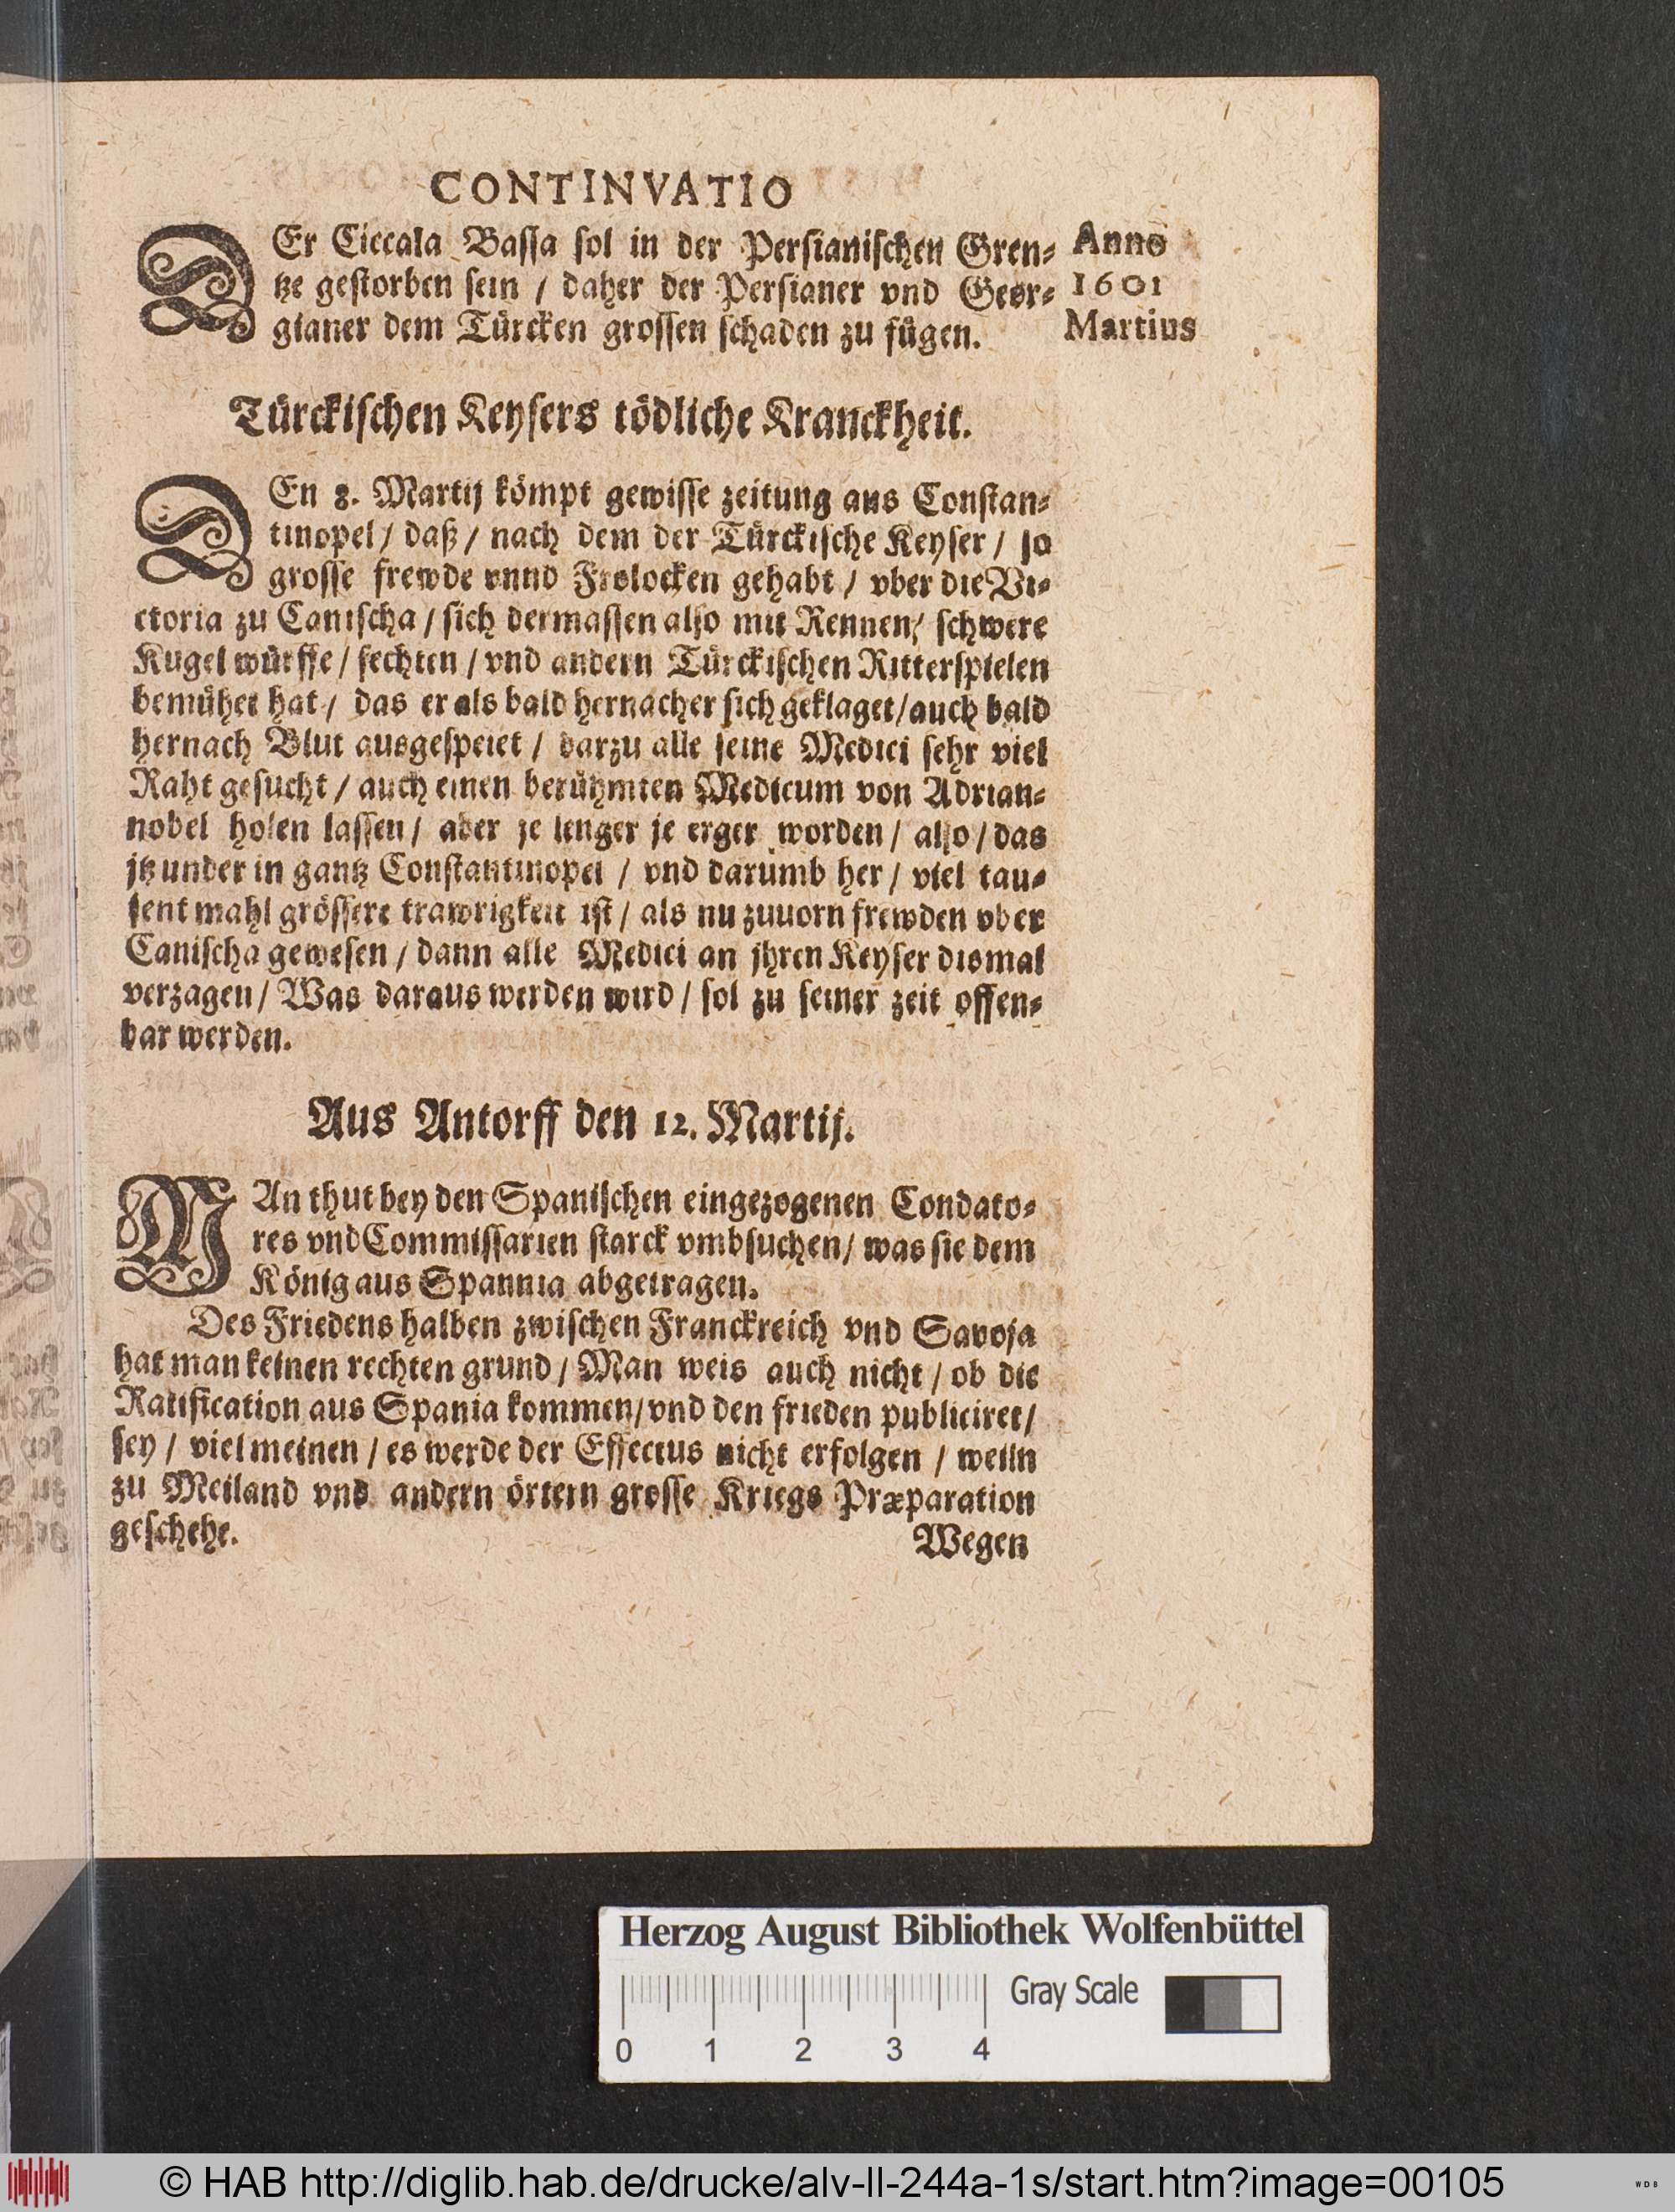 CONTINVATIO
DEr Ciccala Bassa sol in der Persianischen Gren-
tze gestorben sein / daher der Persianer vnd Geor-
gianer dem Türcken grossen schaden zu fügen.
Anno
1601
Martius
Türckischen Keysers tödliche Kranckheit.
DEn 8. Martij kömpt gewisse zeitung aus Constan-
tinopel / daß / nach dem der Türckische Keyser / so
grosse frewde vnnd Frolocken gehabt / vber die Vi-
ctoria zu Canischa / sich dermassen also mit Rennen / schwere
Kugel würffe / fechten / vnd andern Türckischen Ritterspielen
bemühet hat / das er als bald hernacher sich geklaget / auch bald
hernach Blut ausgespeiet / darzu alle seine Medici sehr viel
Raht gesucht / auch einen berühmten Medicum von Adrian-
nobel holen lassen / aber je lenger je erger worden / also / das
jtzunder in gantz Constantinopel / vnd darumb her / viel tau-
sent mahl grössere trawrigkeit ist / als nu zuuorn frewden vber
Canischa gewesen / dann alle Medici an jhren Keyser dismal
verzagen / Was daraus werden wird / sol zu seiner zeit offen-
bar werden.
Aus Antorff den 12. Martij.
MAn thut bey den Spanischen eingezogenen Condato-
res vnd Commissarien starck vmbsuchen / was sie dem
König aus Spannia abgetragen.
Des Friedens halben zwischen Franckreich vnd Savoja
hat man keinen rechten grund / Man weis auch nicht / ob die
Ratification aus Spania kommen / vnd den frieden publiciret /
sey / viel meinen / es werde der Effectus nicht erfolgen / weiln
zu Meiland vnd andern örtern grosse Kriegs Præparation
geschehe.
Wegen
Herzog August Bibliothek Wolfenbüttel
Gray Scale
0 1 2 3 4
© HAB http://diglib.hab.de/drucke/alv-ll-244a-1s/start.htm?image=00105
WDB